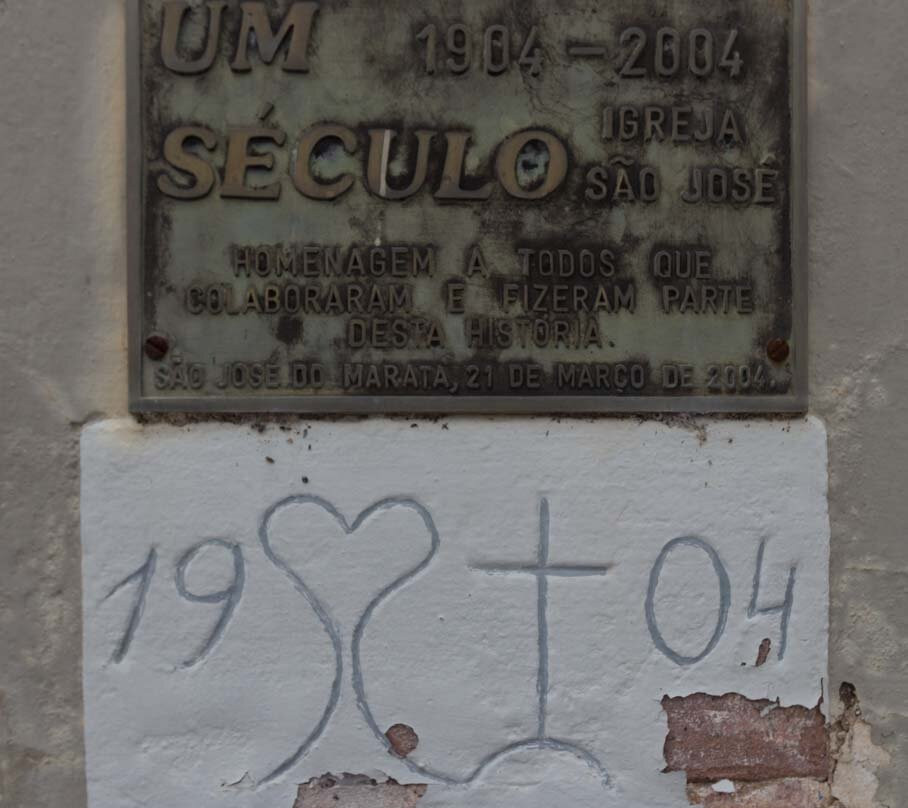 UM 1904 - 2004
SÉCULO IGREJA
SÃO JOSÉ
HOMENAGEM A TODOS QUE
COLABORARAM E FIZERAM PARTE
DESTA HISTÓRIA.
SÃO JOSÉ DO MARATÁ, 21 DE MARÇO DE 2004.
19 04